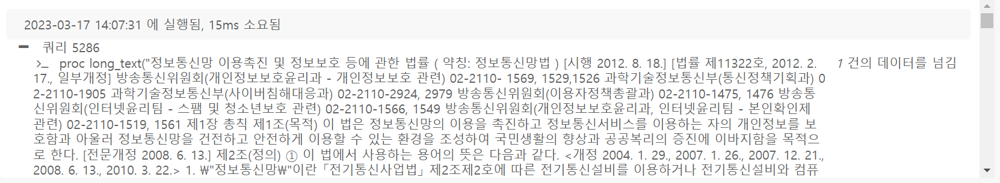 2023-03-17 14:07:31 에 실행됨, 15ms 소요됨
쿼리 5286
>_ proc long_text("정보통신망 이용촉진 및 정보보호 등에 관한 법률 ( 약칭: 정보통신망법 ) [시행 2012. 8. 18.] [법률 제11322호, 2012. 2. 1 건의 데이터를 넘김
17., 일부개정] 방송통신위원회(개인정보보호윤리과 - 개인정보보호 관련) 02-2110- 1569, 1529,1526 과학기술정보통신부(통신정책기획과) 0
2-2110-1905 과학기술정보통신부(사이버침해대응과) 02-2110-2924, 2979 방송통신위원회(이용자정책총괄과) 02-2110-1475, 1476 방송통
신위원회(인터넷윤리팀 - 스팸 및 청소년보호 관련) 02-2110-1566, 1549 방송통신위원회(개인정보보호윤리과, 인터넷윤리팀 - 본인확인제
관련) 02-2110-1519, 1561 제1장 총칙 제1조(목적) 이 법은 정보통신망의 이용을 촉진하고 정보통신서비스를 이용하는 자의 개인정보를 보
호함과 아울러 정보통신망을 건전하고 안전하게 이용할 수 있는 환경을 조성하여 국민생활의 향상과 공공복리의 증진에 이바지함을 목적으
로 한다. [전문개정 2008. 6. 13.] 제2조(정의) ① 이 법에서 사용하는 용어의 뜻은 다음과 같다. <개정 2004. 1. 29., 2007. 1. 26., 2007. 12. 21.,
2008. 6. 13., 2010. 3. 22.> 1. ₩"정보통신망₩"이란 「전기통신사업법」 제2조제2호에 따른 전기통신설비를 이용하거나 전기통신설비와 컴퓨